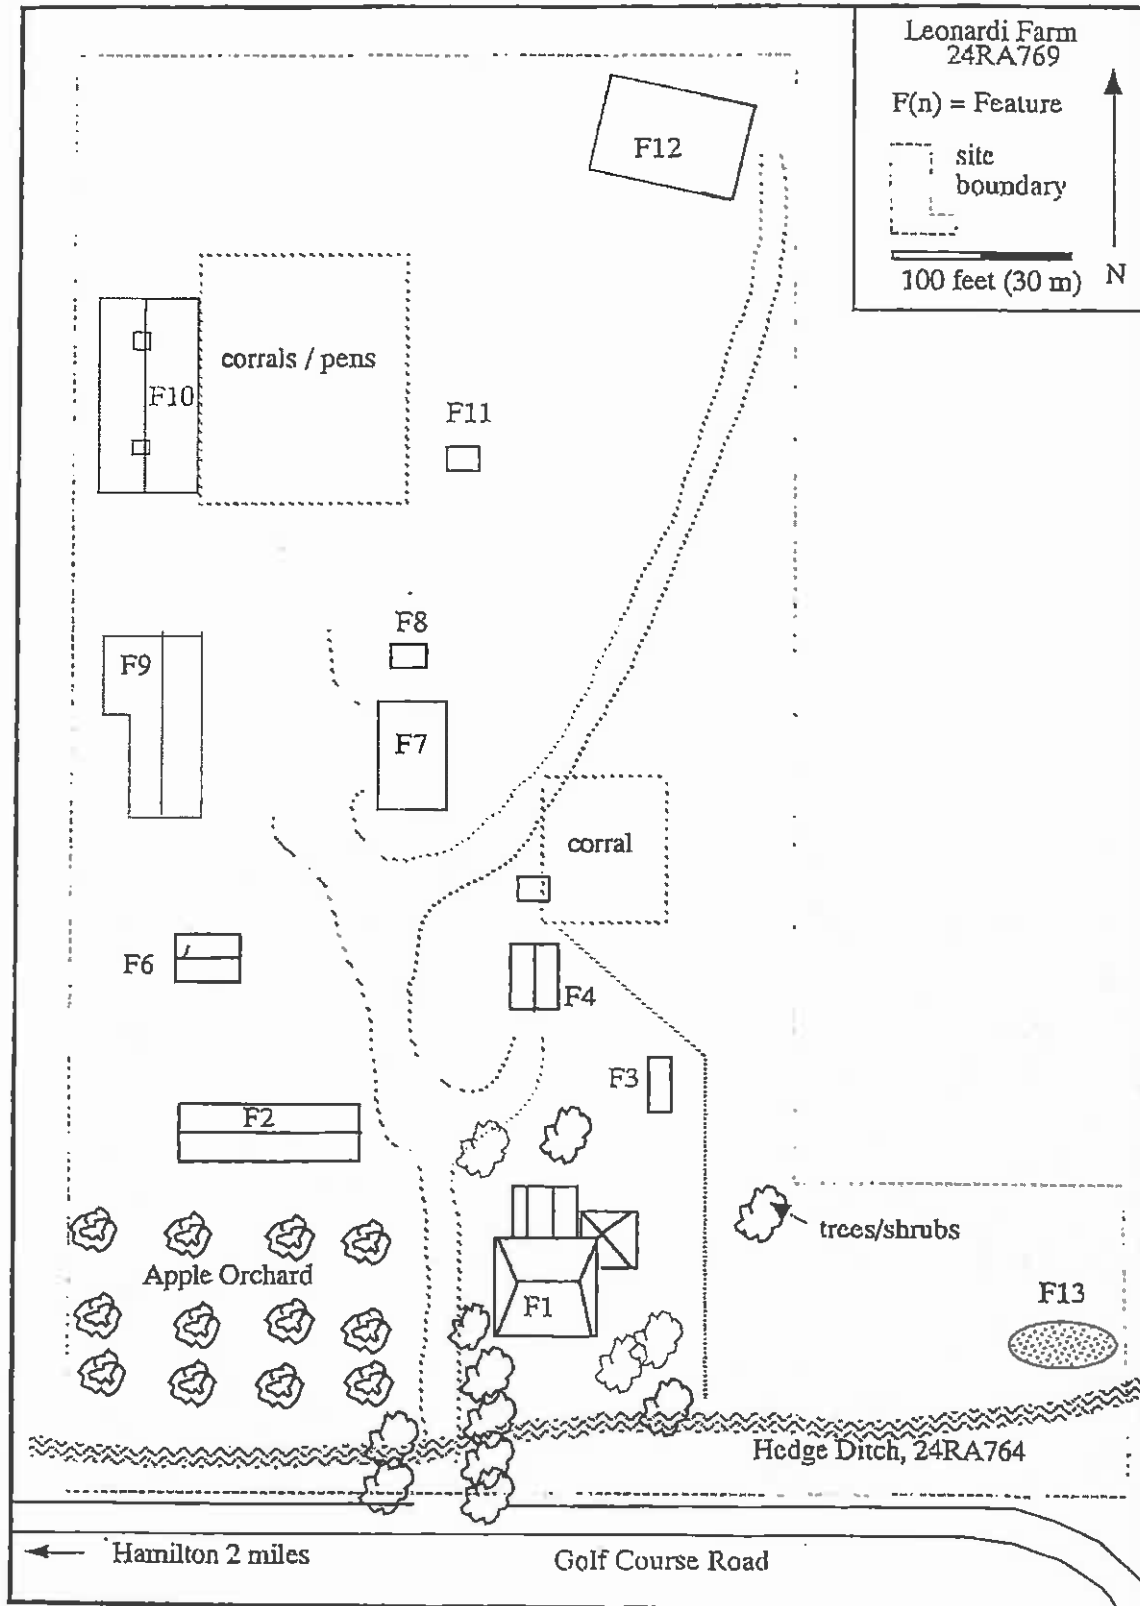 Leonardi Farm
24RA769
F(n) = Feature
site
boundary
100 feet (30 m)
N
F12
corrals / pens
F10
F11
F8
F9
F7
corral
F6
F4
F3
F2
trees/shrubs
Apple Orchard
F1
F13
Hedge Ditch, 24RA764
Hamilton 2 miles
Golf Course Road